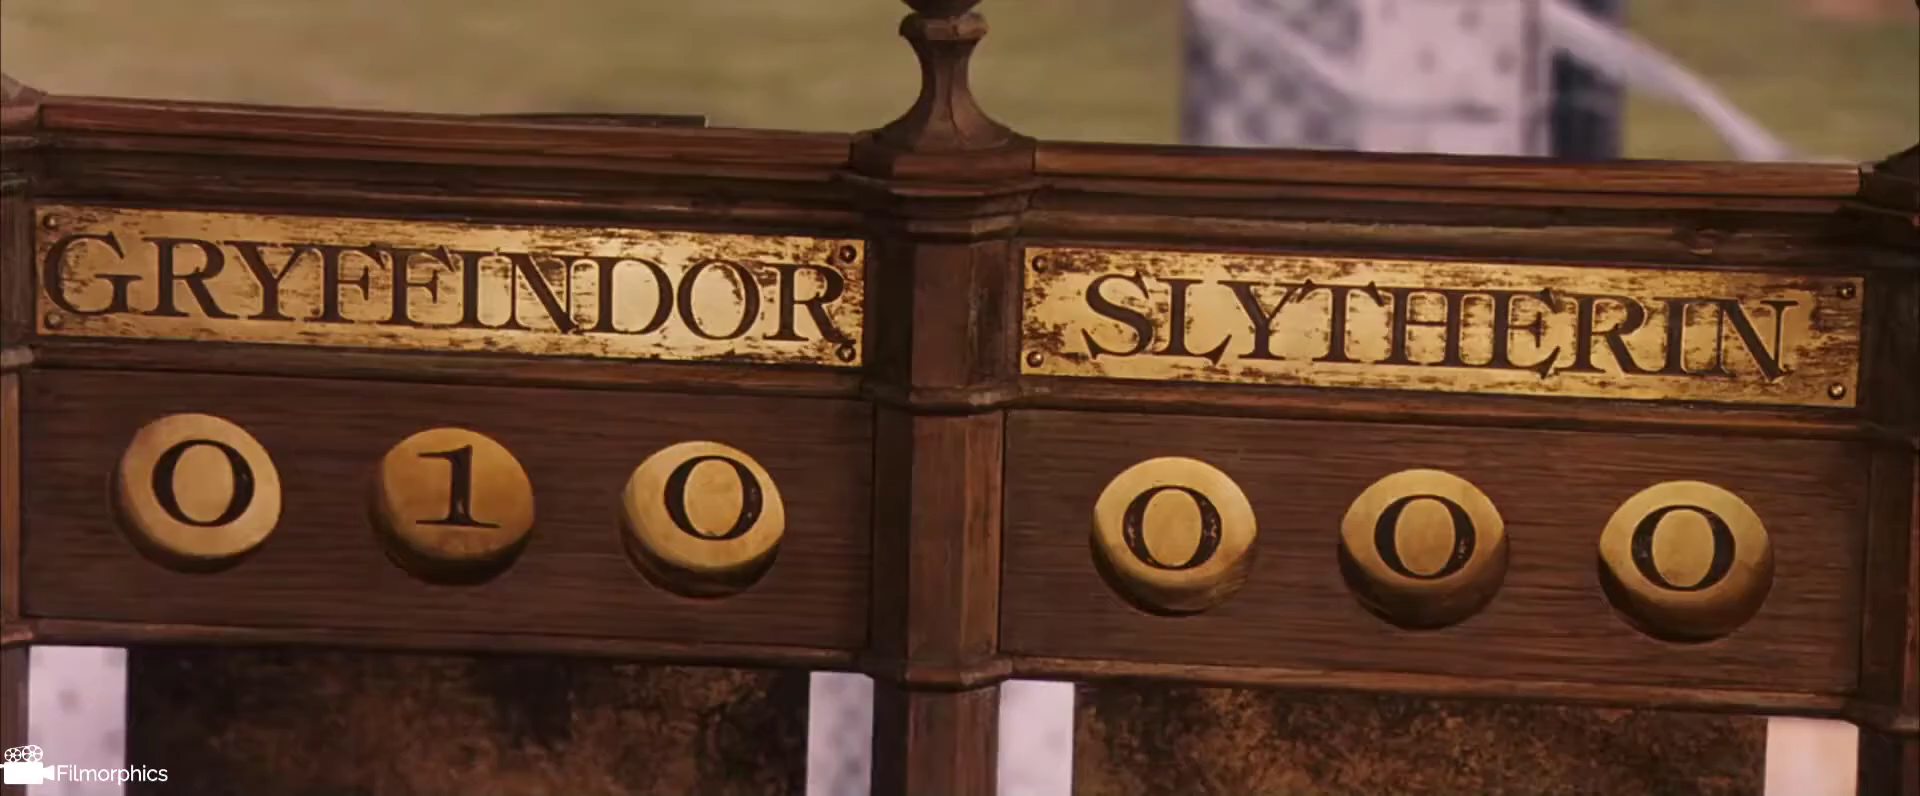 GRYFFINDOR
SLYTHERIN
0 1 0
0 0 0
Filmorphics